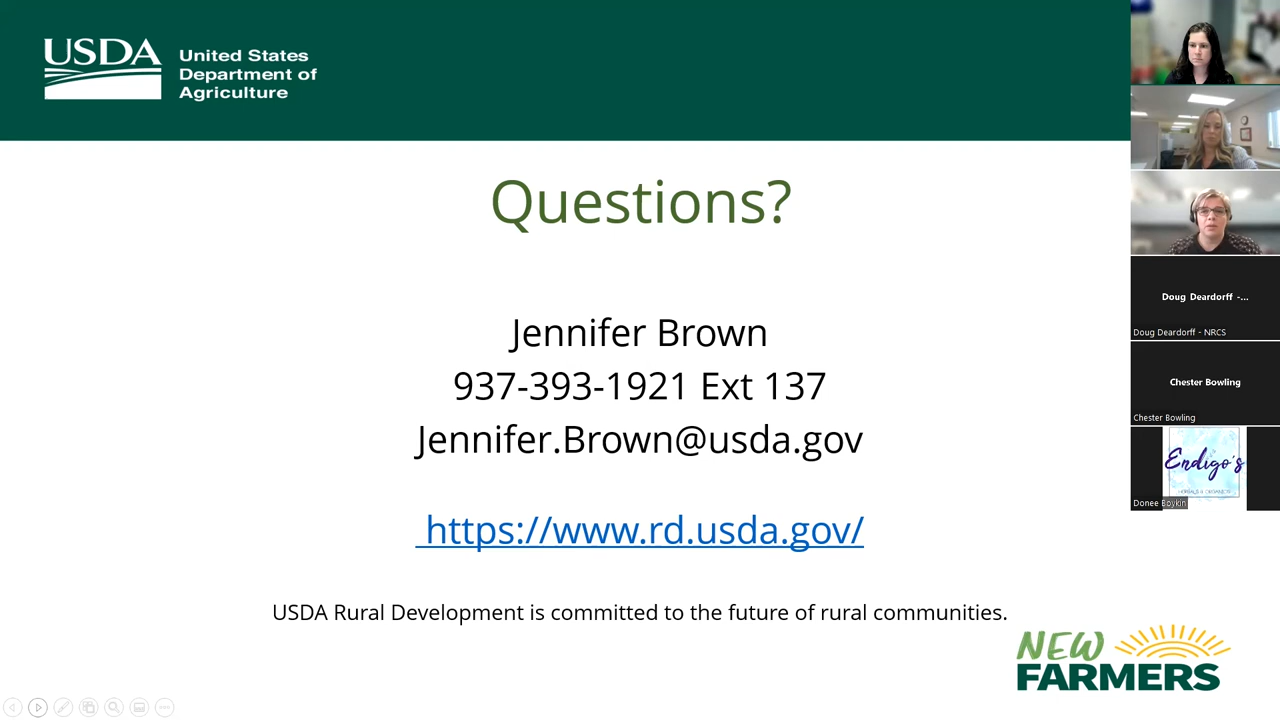 USDA
United States
Department of
Agriculture
Questions?
Jennifer Brown
937-393-1921 Ext 137
Jennifer.Brown@usda.gov
https://www.rd.usda.gov/
USDA Rural Development is committed to the future of rural communities.
NEW
FARMERS
Doug Deardorff -...
Doug Deardorff - NRCS
Chester Bowling
Chester Bowling
Endigo's
Donee Boykin